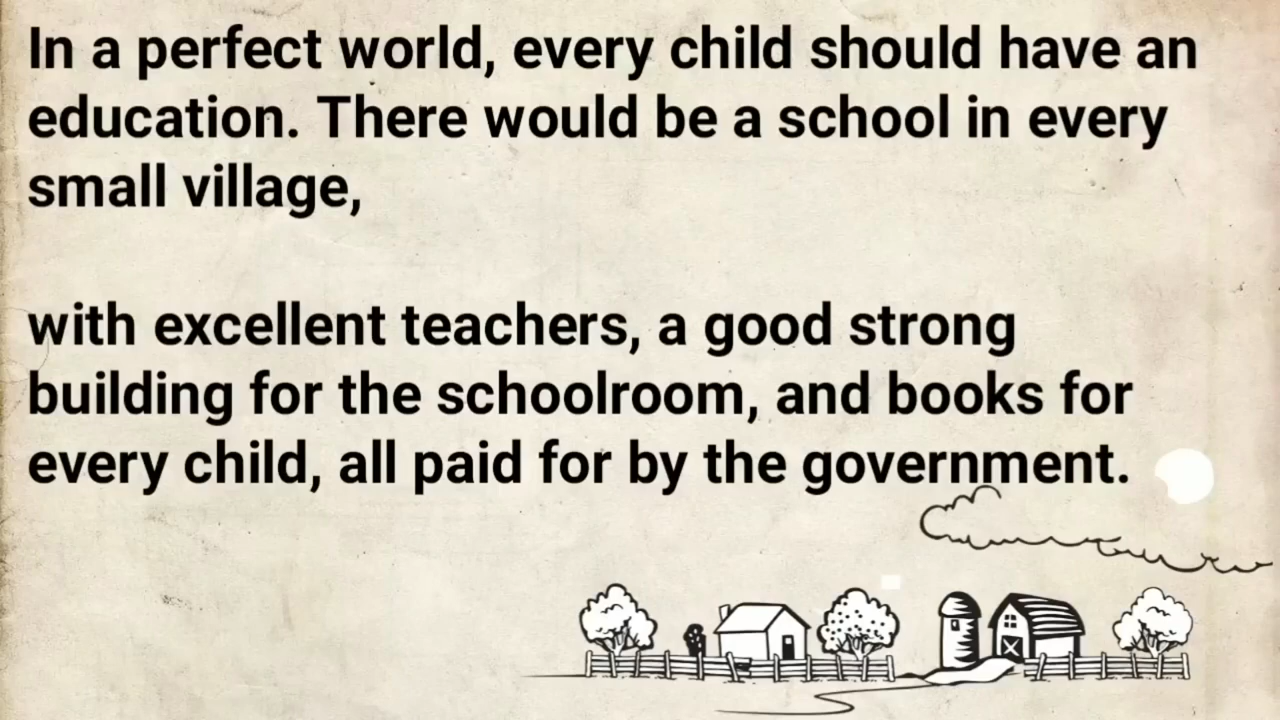 In a perfect world, every child should have an
education. There would be a school in every
small village,
with excellent teachers, a good strong
building for the schoolroom, and books for
every child, all paid for by the government.